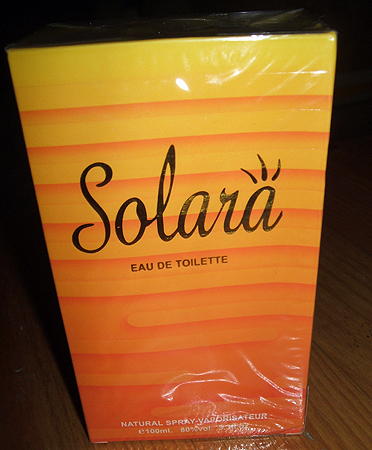 Solara
EAU DE TOILETTE
NATURAL SPRAY-VAPORISATEUR
100ml. 80%vol